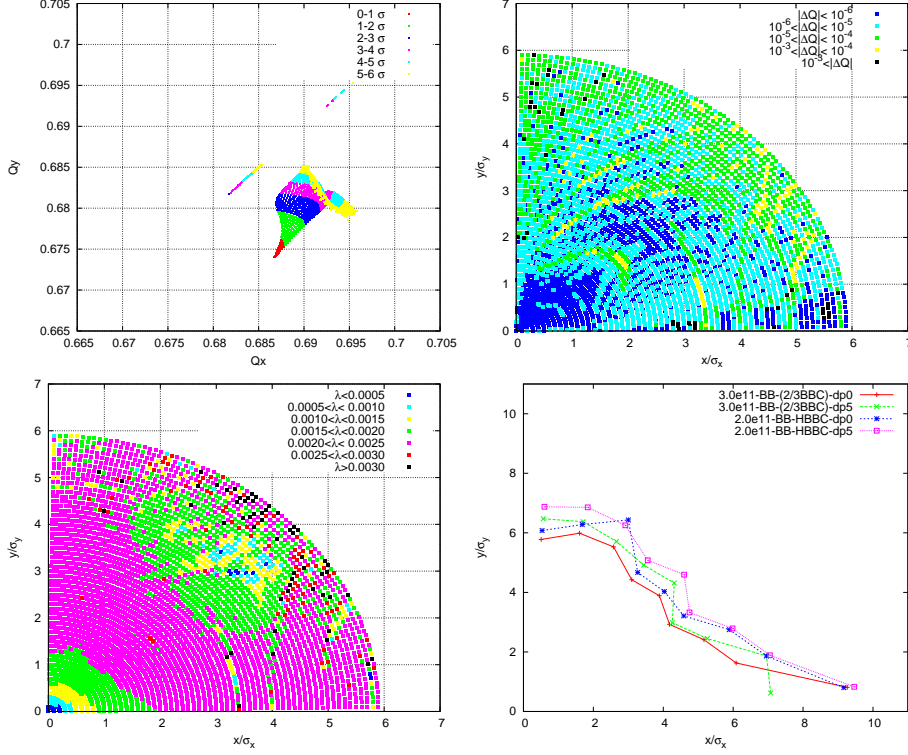 0-1 σ
1-2 σ
2-3 σ
3-4 σ
4-5 σ
5-6 σ
0.705
0.7
0.695
0.69
0.685
0.68
0.675
0.67
0.665
Qy
0.665 0.67 0.675 0.68 0.685 0.69 0.695 0.7 0.705
Qx
|ΔQ|< 10⁻⁶
10⁻⁶<|ΔQ|< 10⁻⁵
10⁻⁵<|ΔQ|< 10⁻⁴
10⁻³<|ΔQ|< 10⁻⁴
10⁻³<|ΔQ|
7
6
5
4
3
2
1
0
y/σy
0 1 2 3 4 5 6 7
x/σx
λ<0.0005
0.0005<λ< 0.0010
0.0010<λ<0.0015
0.0015<λ<0.0020
0.0020<λ< 0.0025
0.0025<λ<0.0030
λ>0.0030
7
6
5
4
3
2
1
0
y/σy
0 1 2 3 4 5 6 7
x/σx
3.0e11-BB-(2/3BBC)-dp0
3.0e11-BB-(2/3BBC)-dp5
2.0e11-BB-HBBC-dp0
2.0e11-BB-HBBC-dp5
10
8
6
4
2
0
y/σy
0 2 4 6 8 10
x/σx